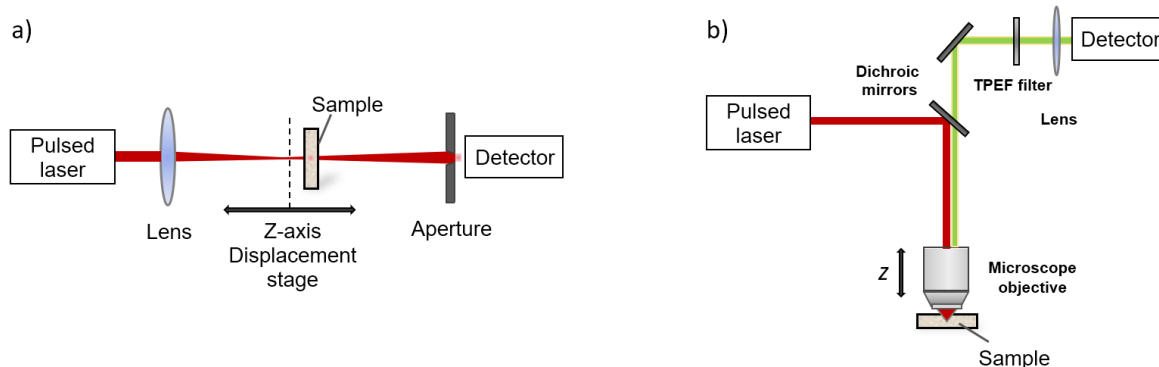 a)
Pulsed
laser
Lens
Sample
Z-axis
Displacement
stage
Aperture
Detector
b)
Pulsed
laser
Dichroic
mirrors
TPEF filter
Lens
Detector
z
Microscope
objective
Sample